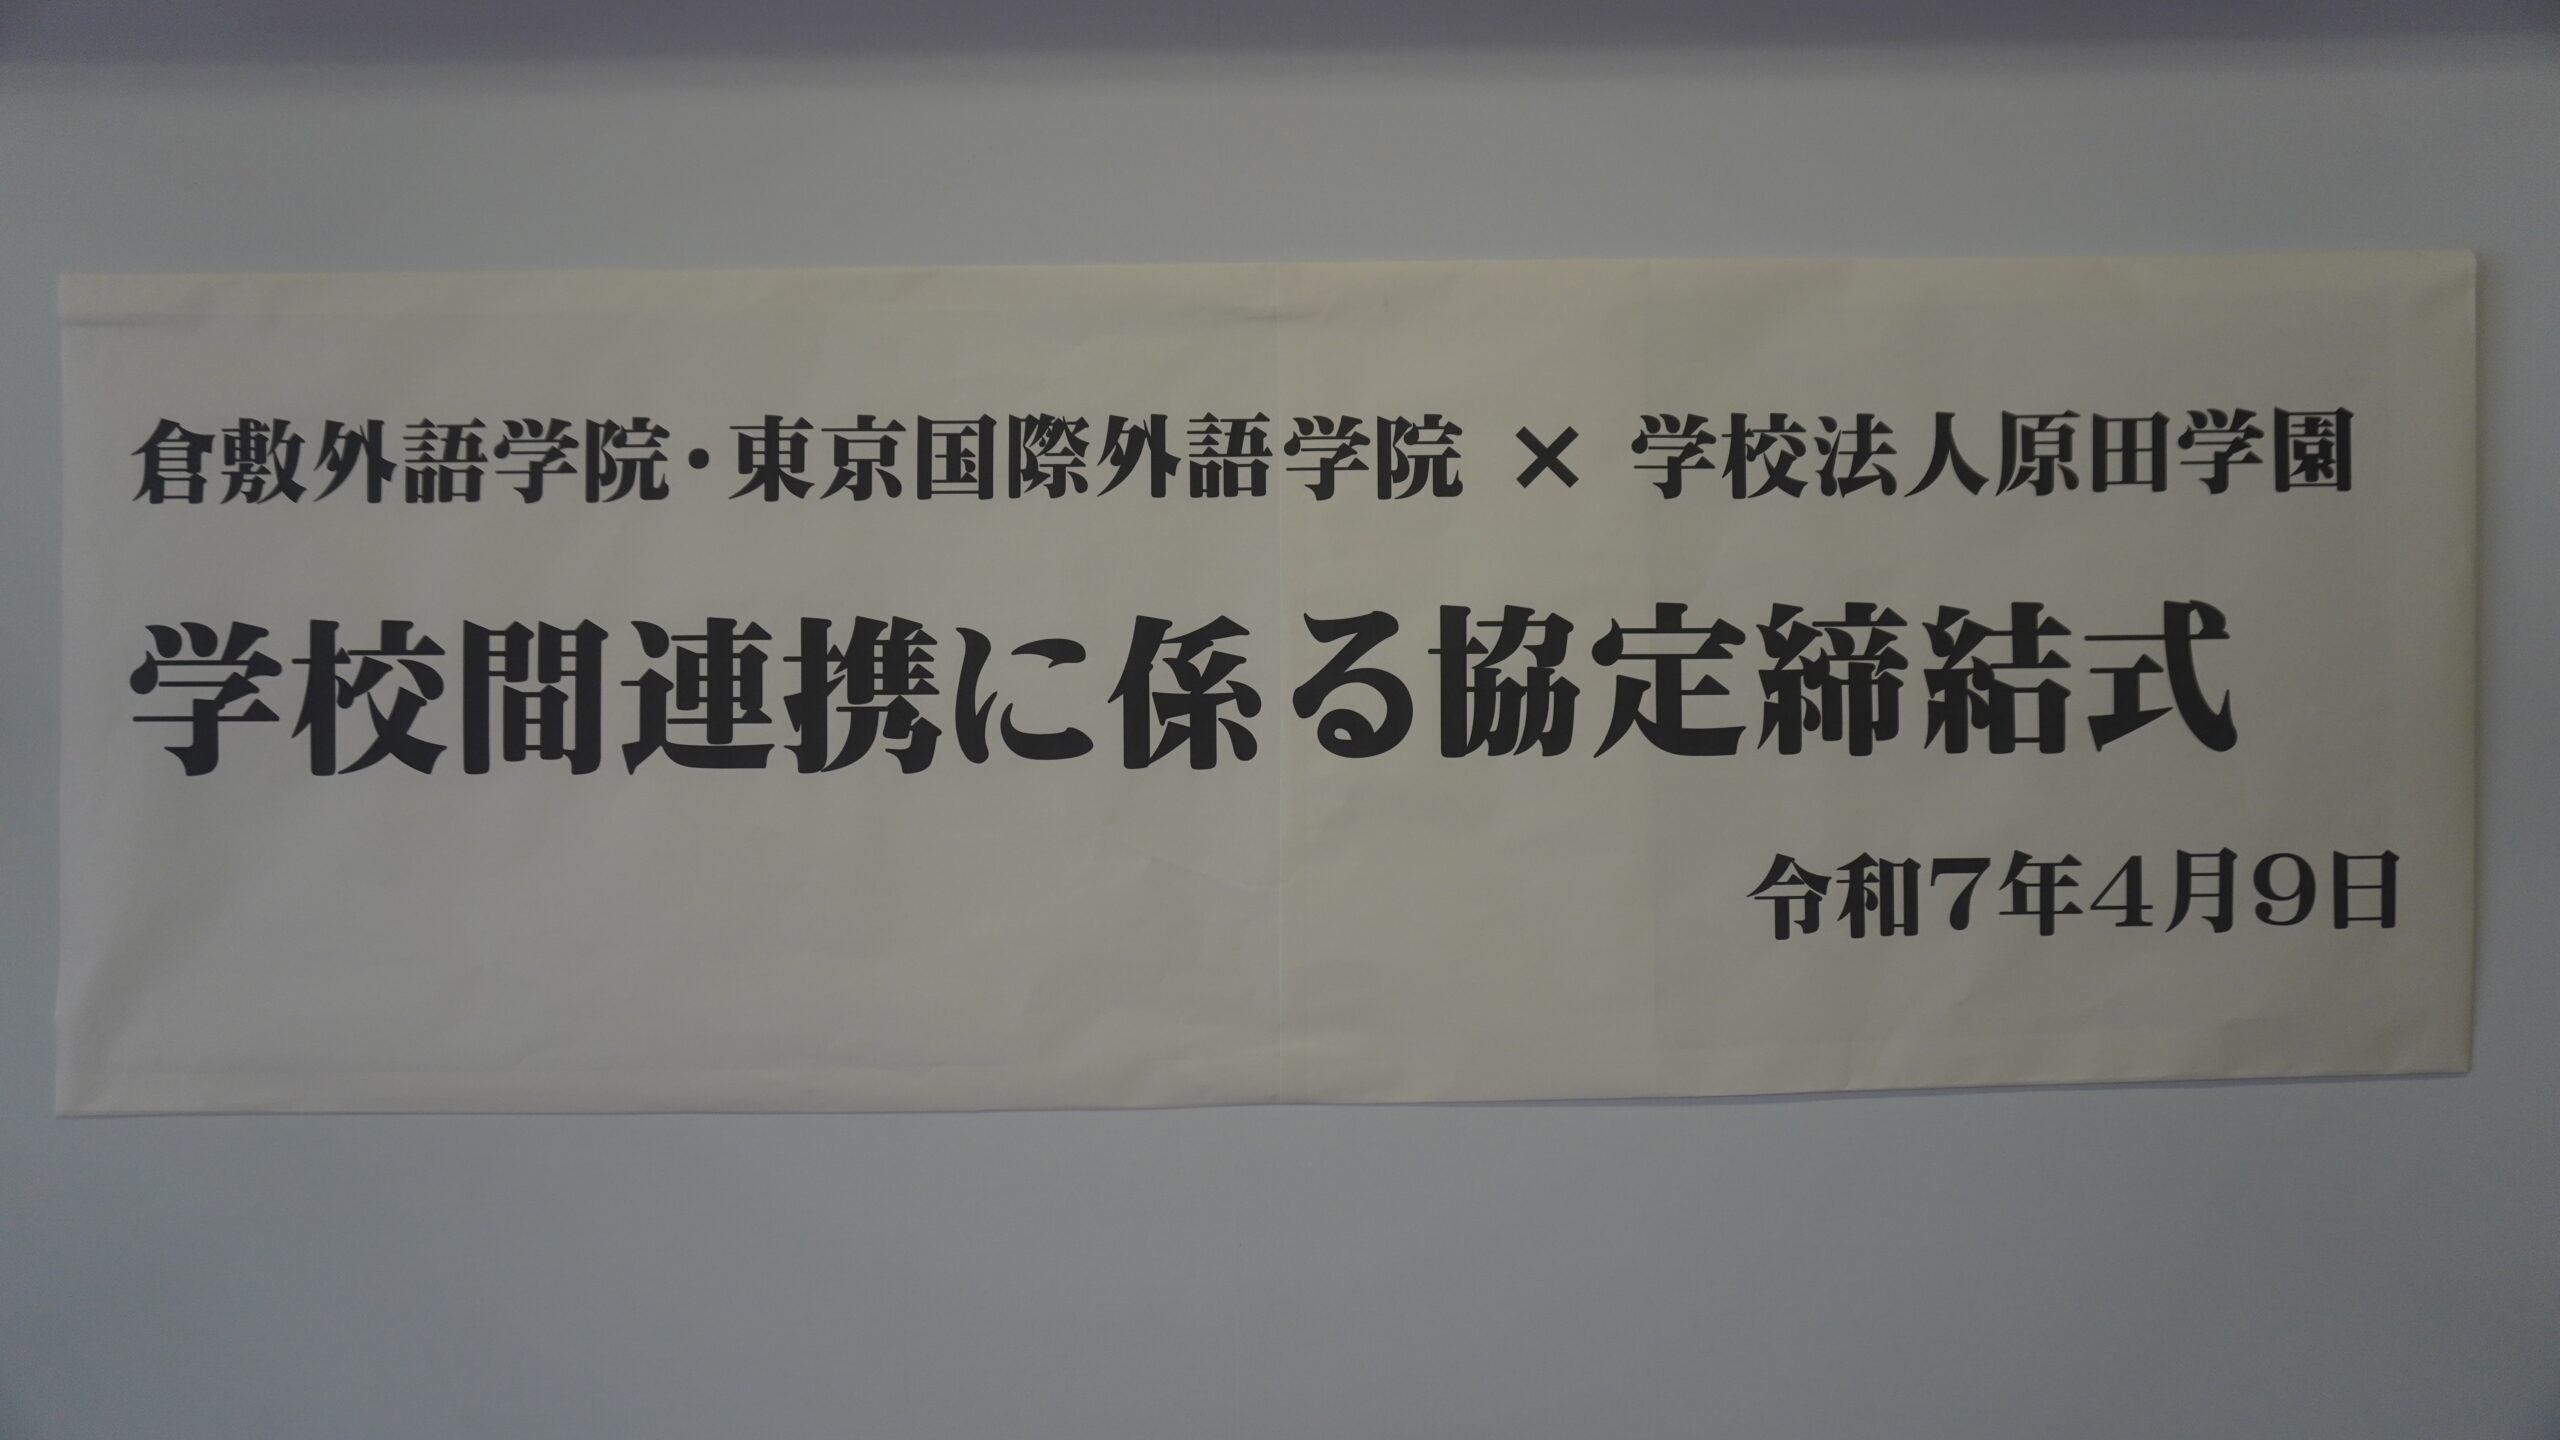 倉敷外語学院・東京国際外語学院 × 学校法人原田学園
学校間連携に係る協定締結式
令和7年4月9日